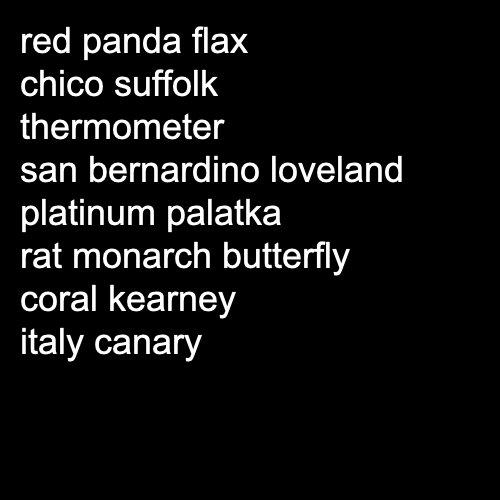 red panda flax
chico suffolk
thermometer
san bernardino loveland
platinum palatka
rat monarch butterfly
coral kearney
italy canary